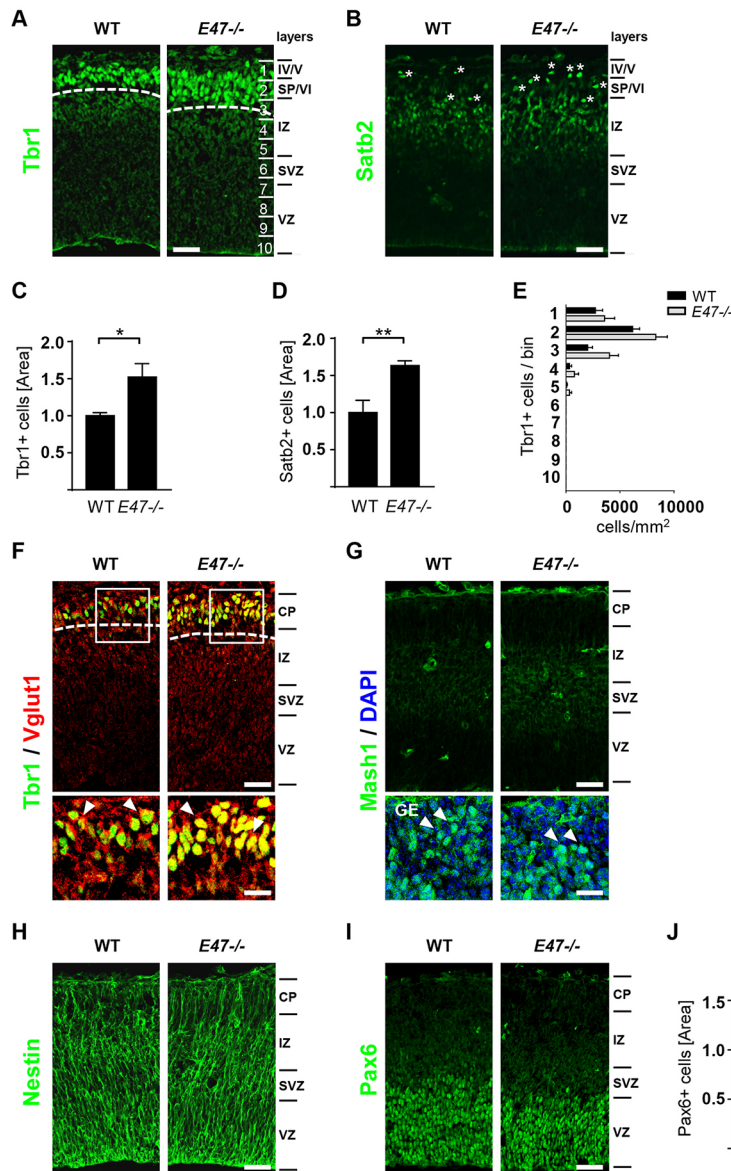 A
WT
E47-/-
layers
Tbr1
1
2
3
4
5
6
7
8
9
10
IV/V
SP/VI
IZ
SVZ
VZ
B
WT
E47-/-
layers
Satb2
* * * * * * * * * * * *
IV/V
SP/VI
IZ
SVZ
VZ
C
Tbr1+ cells [Area]
2.0
1.5
1.0
0.5
*
WT E47-/-
D
Satb2+ cells [Area]
2.0
1.5
1.0
0.5
**
WT E47-/-
E
WT
E47-/-
Tbr1+ cells / bin
1
2
3
4
5
6
7
8
9
10
0 5000 10000
cells/mm2
F
WT
E47-/-
Tbr1 / Vglut1
CP
IZ
SVZ
VZ
G
WT
E47-/-
Mash1 / DAPI
CP
IZ
SVZ
VZ
GE
H
WT
E47-/-
Nestin
CP
IZ
SVZ
VZ
I
WT
E47-/-
Pax6
CP
IZ
SVZ
VZ
J
Pax6+ cells [Area]
1.5
1.0
0.5